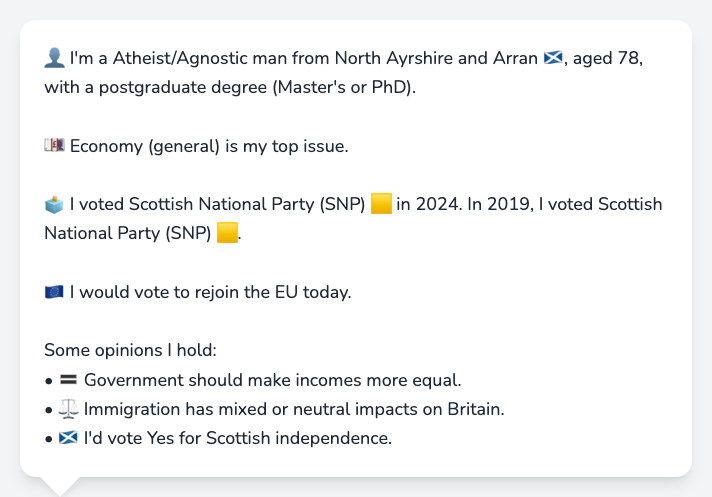 👤 I'm a Atheist/Agnostic man from North Ayrshire and Arran 🏴󠁧󠁢󠁳󠁣󠁴󠁿, aged 78,
with a postgraduate degree (Master's or PhD).
💷 Economy (general) is my top issue.
🗳️ I voted Scottish National Party (SNP) 🟨 in 2024. In 2019, I voted Scottish
National Party (SNP) 🟨.
🇪🇺 I would vote to rejoin the EU today.
Some opinions I hold:
• 🟰 Government should make incomes more equal.
• ⚖️ Immigration has mixed or neutral impacts on Britain.
• 🏴󠁧󠁢󠁳󠁣󠁴󠁿 I'd vote Yes for Scottish independence.